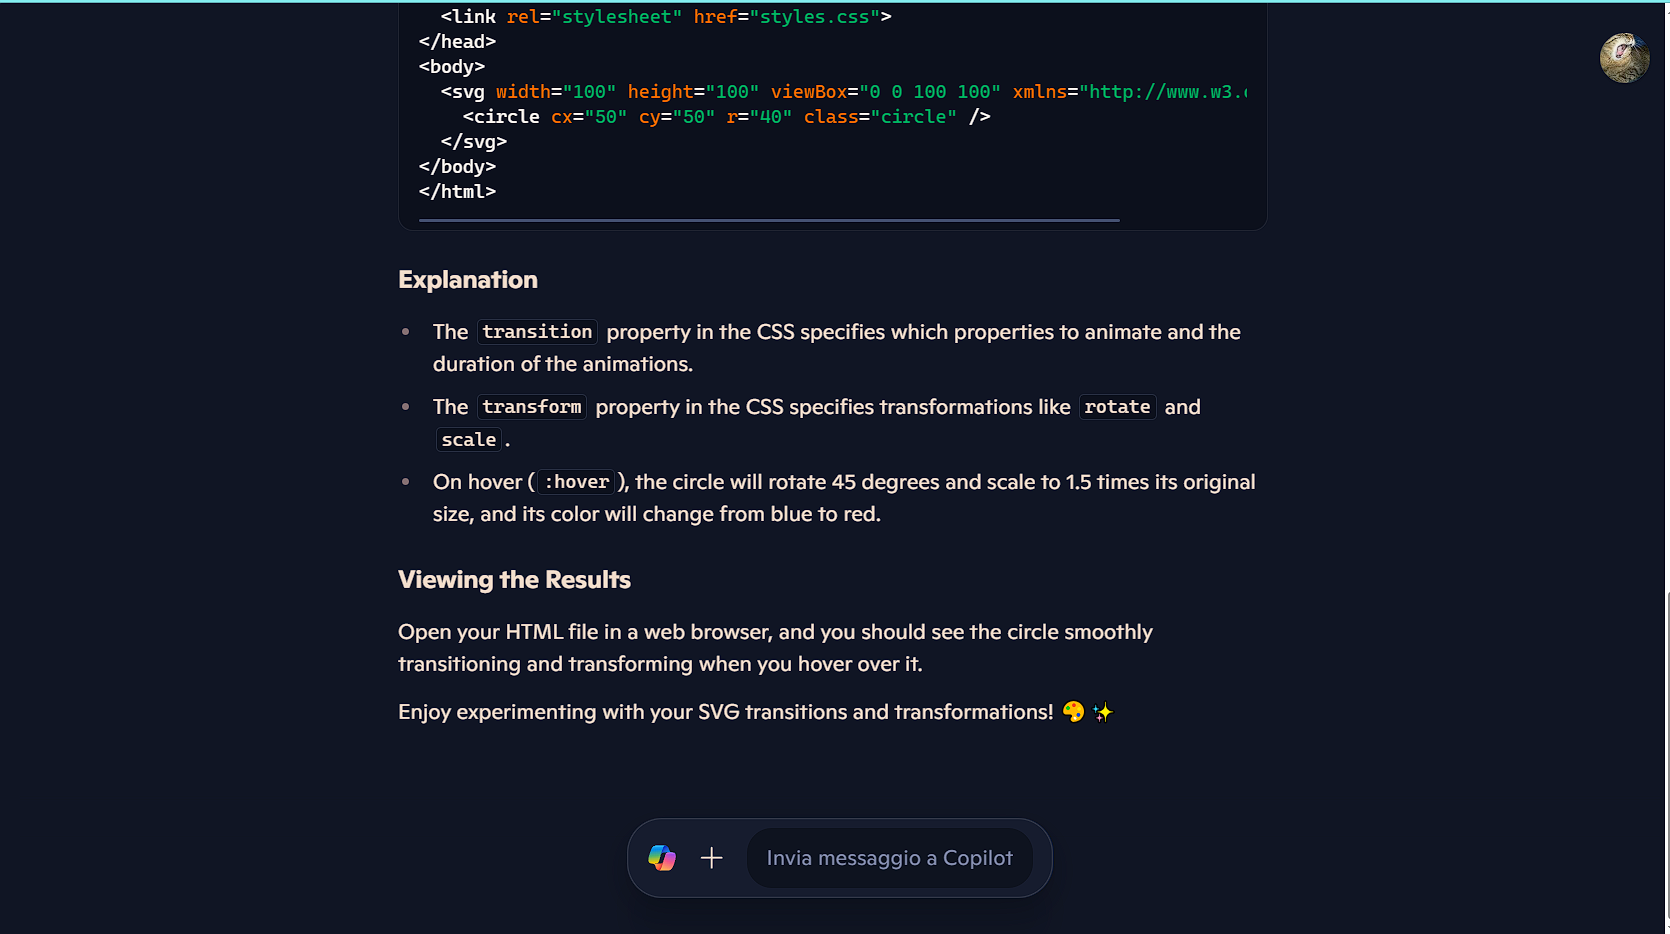 <link rel="stylesheet" href="styles.css">
</head>
<body>
<svg width="100" height="100" viewBox="0 0 100 100" xmlns="http://www.w3.
<circle cx="50" cy="50" r="40" class="circle" />
</svg>
</body>
</html>
Explanation
• The transition property in the CSS specifies which properties to animate and the
duration of the animations.
• The transform property in the CSS specifies transformations like rotate and
scale.
• On hover (:hover), the circle will rotate 45 degrees and scale to 1.5 times its original
size, and its color will change from blue to red.
Viewing the Results
Open your HTML file in a web browser, and you should see the circle smoothly
transitioning and transforming when you hover over it.
Enjoy experimenting with your SVG transitions and transformations! 🎨 ✨
Invia messaggio a Copilot